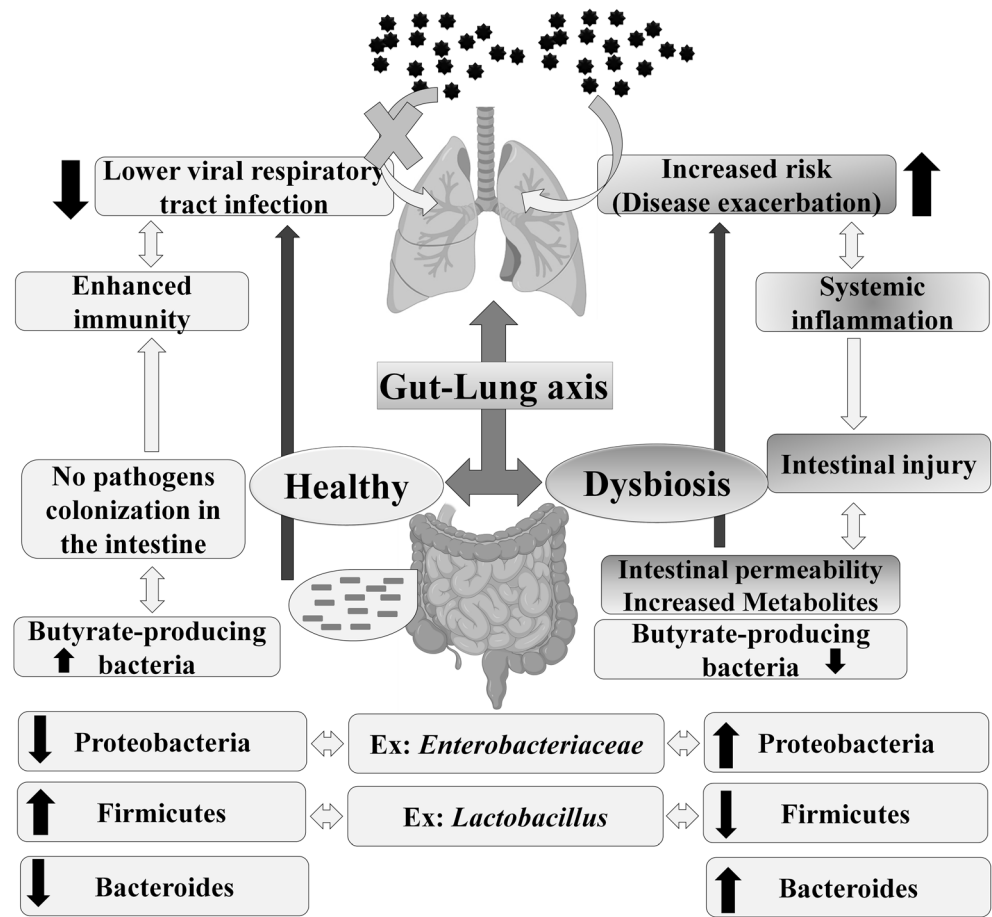 Lower viral respiratory
tract infection
Increased risk
(Disease exacerbation)
Enhanced
immunity
Systemic
inflammation
Gut-Lung axis
No pathogens
colonization in
the intestine
Healthy
Dysbiosis
Intestinal injury
Intestinal permeability
Increased Metabolites
Butyrate-producing
bacteria
Butyrate-producing
bacteria
Proteobacteria
Ex: Enterobacteriaceae
Proteobacteria
Firmicutes
Ex: Lactobacillus
Firmicutes
Bacteroides
Bacteroides